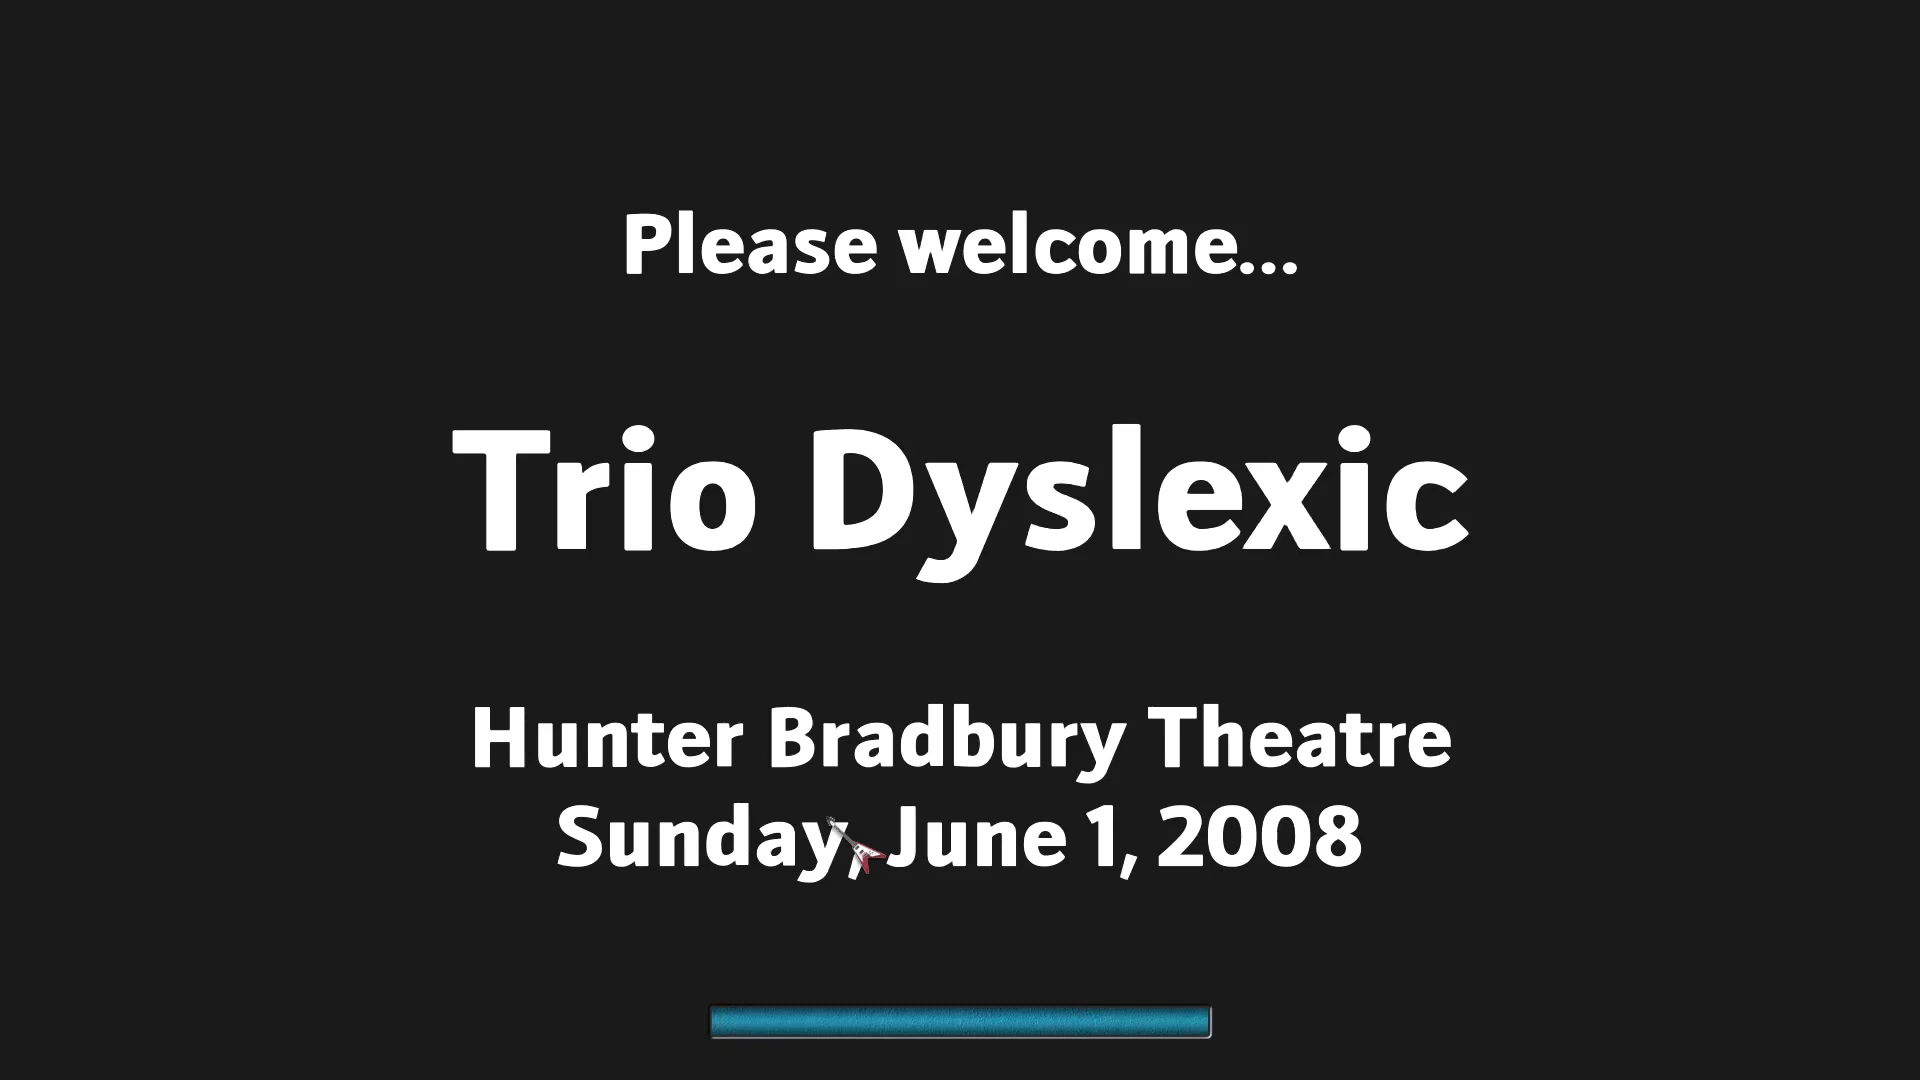 Please welcome...
Trio Dyslexic
Hunter Bradbury Theatre
Sunday, June 1, 2008